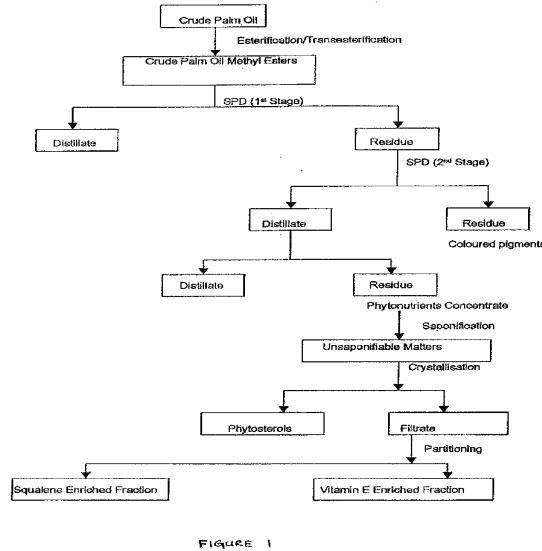 Crude Palm Oil
Esterification/Transesterification
Crude Palm Oil Methyl Esters
SPD (1st Stage)
Distillate
Residue
SPD (2nd Stage)
Distillate
Residue
Coloured pigments
Distillate
Residue
Phytonutrients Concentrate
Saponification
Unsaponifiable Matters
Crystallisation
Phytosterols
Filtrate
Partitioning
Squalene Enriched Fraction
Vitamin E Enriched Fraction
FIGURE 1